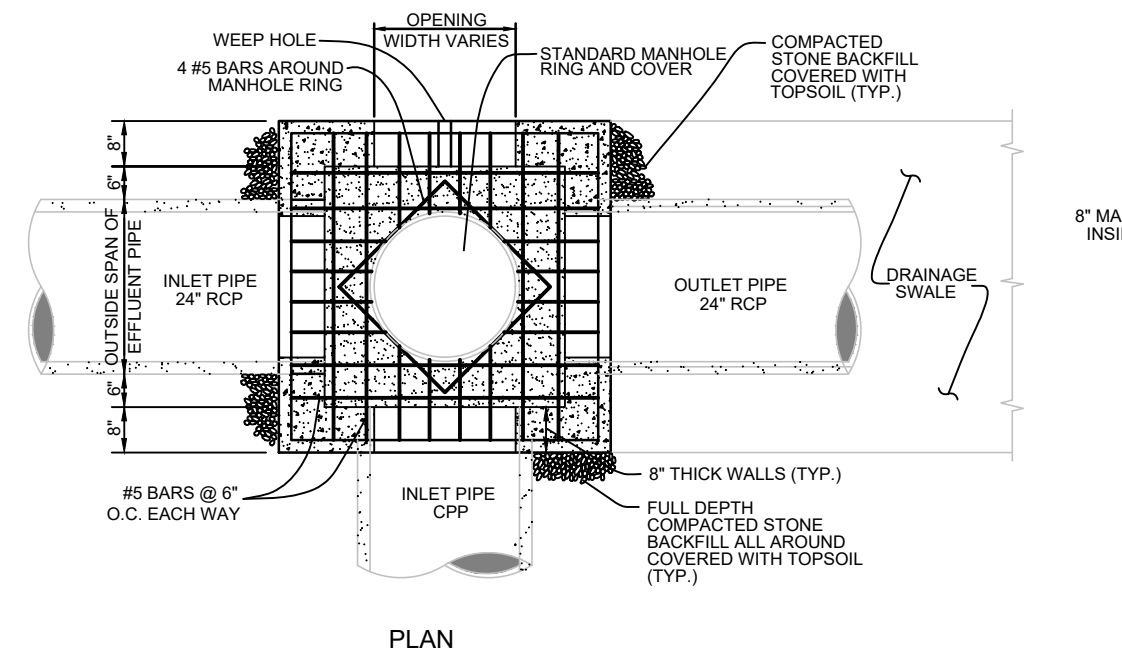 OPENING
WIDTH VARIES
WEEP HOLE
4 #5 BARS AROUND
MANHOLE RING
STANDARD MANHOLE
RING AND COVER
COMPACTED
STONE BACKFILL
COVERED WITH
TOPSOIL (TYP.)
8"
6"
OUTSIDE SPAN OF
EFFLUENT PIPE
6"
8"
INLET PIPE
24" RCP
OUTLET PIPE
24" RCP
DRAINAGE
SWALE
8" MA
INSI
#5 BARS @ 6"
O.C. EACH WAY
INLET PIPE
CPP
8" THICK WALLS (TYP.)
FULL DEPTH
COMPACTED STONE
BACKFILL ALL AROUND
COVERED WITH TOPSOIL
(TYP.)
PLAN